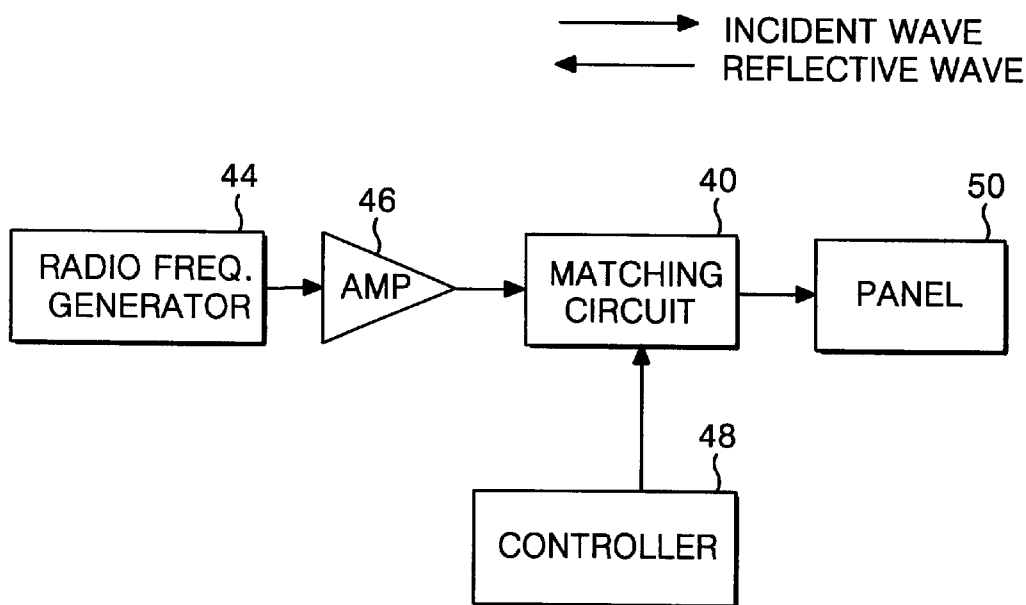 INCIDENT WAVE
REFLECTIVE WAVE
44
46
40
50
RADIO FREQ.
GENERATOR
AMP
MATCHING
CIRCUIT
PANEL
48
CONTROLLER